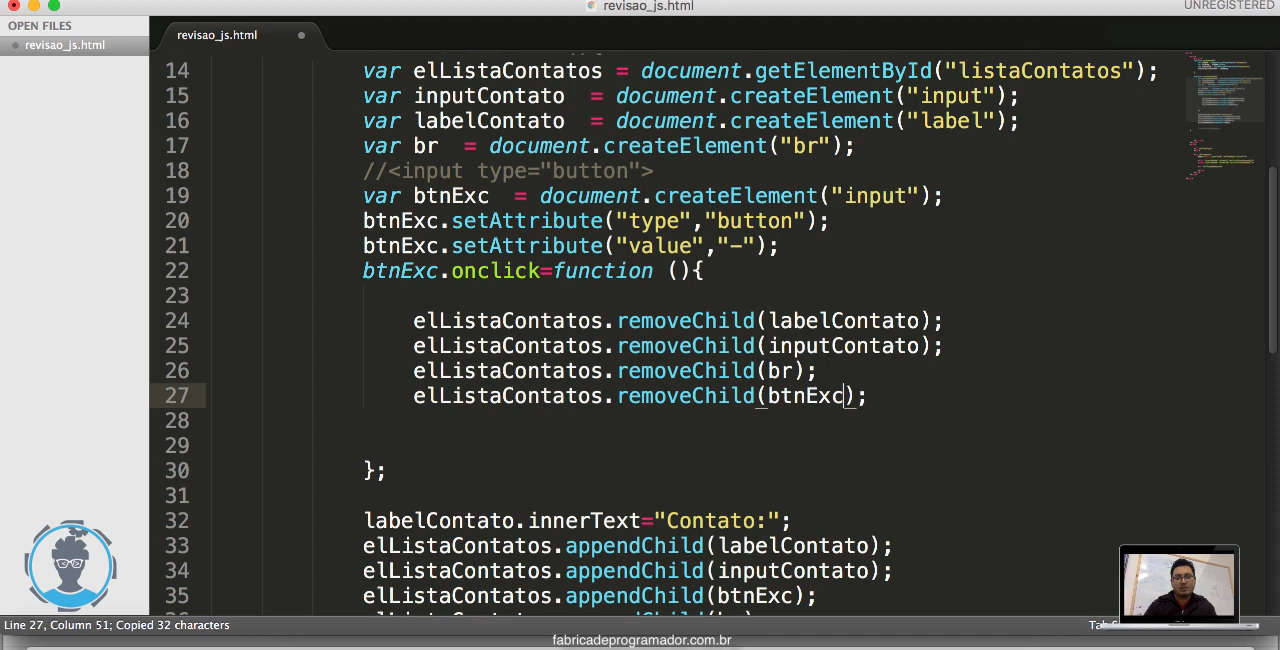 revisao_js.html
UNREGISTERED
OPEN FILES
revisao_js.html
revisao_js.html
14 var elListaContatos = document.getElementById("listaContatos");
15 var inputContato = document.createElement("input");
16 var labelContato = document.createElement("label");
17 var br = document.createElement("br");
18 //<input type="button">
19 var btnExc = document.createElement("input");
20 btnExc.setAttribute("type","button");
21 btnExc.setAttribute("value","-");
22 btnExc.onclick=function (){
23
24 elListaContatos.removeChild(labelContato);
25 elListaContatos.removeChild(inputContato);
26 elListaContatos.removeChild(br);
27 elListaContatos.removeChild(btnExc);
28
29
30 };
31
32 labelContato.innerText="Contato:";
33 elListaContatos.appendChild(labelContato);
34 elListaContatos.appendChild(inputContato);
35 elListaContatos.appendChild(btnExc);
Line 27, Column 51; Copied 32 characters
fabricadeprogramador.com.br